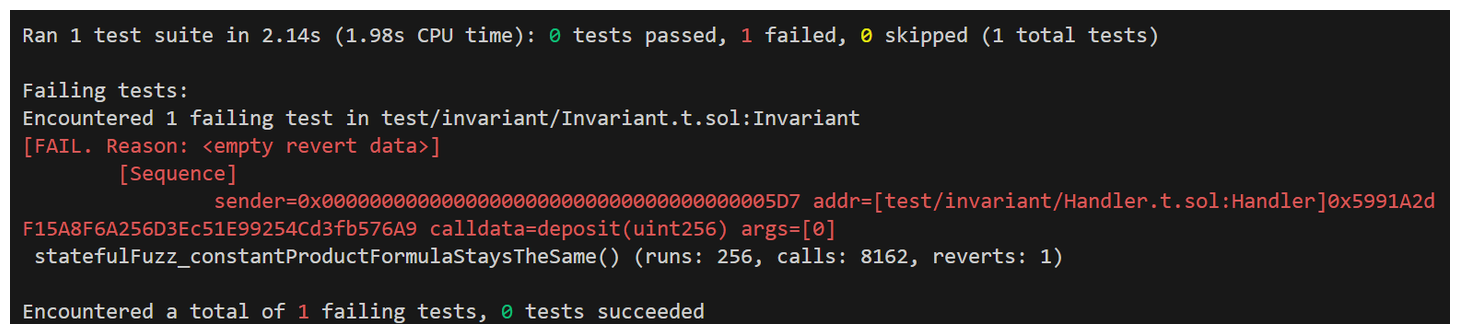 Ran 1 test suite in 2.14s (1.98s CPU time): 0 tests passed, 1 failed, 0 skipped (1 total tests)
Failing tests:
Encountered 1 failing test in test/invariant/Invariant.t.sol:Invariant
[FAIL. Reason: <empty revert data>]
[Sequence]
sender=0x00000000000000000000000000000000000005D7 addr=[test/invariant/Handler.t.sol:Handler]0x5991A2d
F15A8F6A256D3Ec51E99254Cd3fb576A9 calldata=deposit(uint256) args=[0]
statefulFuzz_constantProductFormulaStaysTheSame() (runs: 256, calls: 8162, reverts: 1)
Encountered a total of 1 failing tests, 0 tests succeeded